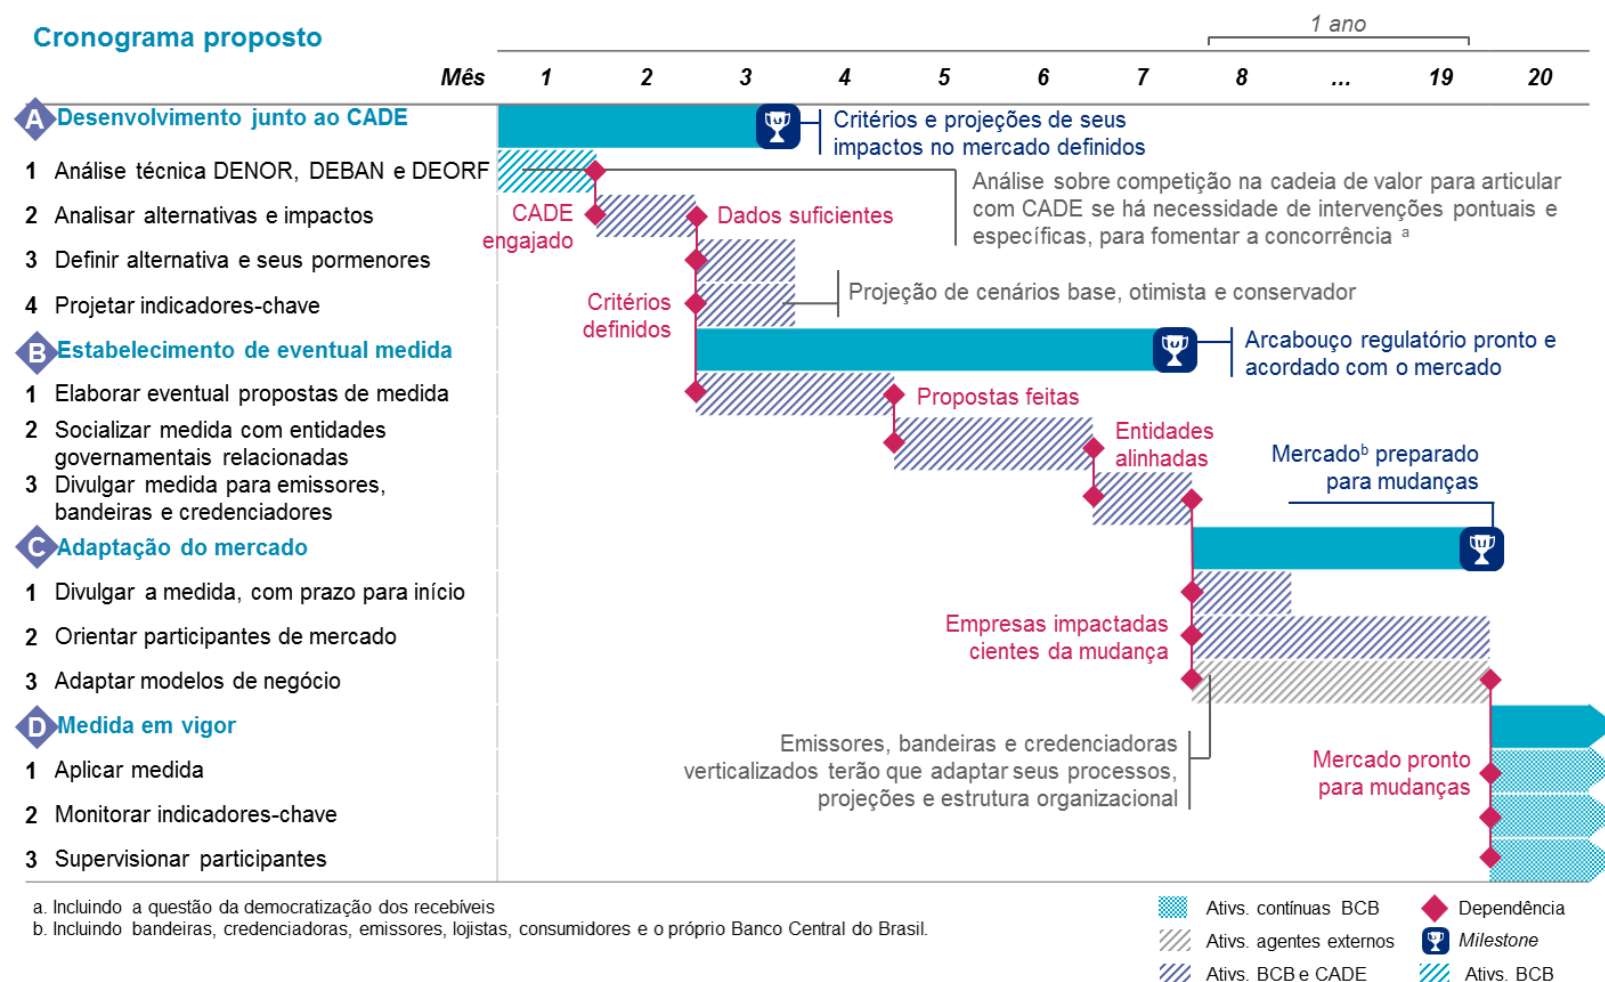 Cronograma proposto
1 ano
Mês 1 2 3 4 5 6 7 8 ... 19 20
A Desenvolvimento junto ao CADE
Critérios e projeções de seus
impactos no mercado definidos
1 Análise técnica DENOR, DEBAN e DEORF
Análise sobre competição na cadeia de valor para articular
com CADE se há necessidade de intervenções pontuais e
específicas, para fomentar a concorrência a
2 Analisar alternativas e impactos
CADE
engajado
Dados suficientes
3 Definir alternativa e seus pormenores
4 Projetar indicadores-chave
Critérios
definidos
Projeção de cenários base, otimista e conservador
B Estabelecimento de eventual medida
Arcabouço regulatório pronto e
acordado com o mercado
1 Elaborar eventual propostas de medida
Propostas feitas
2 Socializar medida com entidades
governamentais relacionadas
Entidades
alinhadas
Mercadob preparado
para mudanças
3 Divulgar medida para emissores,
bandeiras e credenciadores
C Adaptação do mercado
1 Divulgar a medida, com prazo para início
2 Orientar participantes de mercado
Empresas impactadas
cientes da mudança
3 Adaptar modelos de negócio
D Medida em vigor
Emissores, bandeiras e credenciadoras
verticalizados terão que adaptar seus processos,
projeções e estrutura organizacional
Mercado pronto
para mudanças
1 Aplicar medida
2 Monitorar indicadores-chave
3 Supervisionar participantes
a. Incluindo a questão da democratização dos recebíveis
b. Incluindo bandeiras, credenciadoras, emissores, lojistas, consumidores e o próprio Banco Central do Brasil.
Ativs. contínuas BCB
Dependência
Ativs. agentes externos
Milestone
Ativs. BCB e CADE
Ativs. BCB